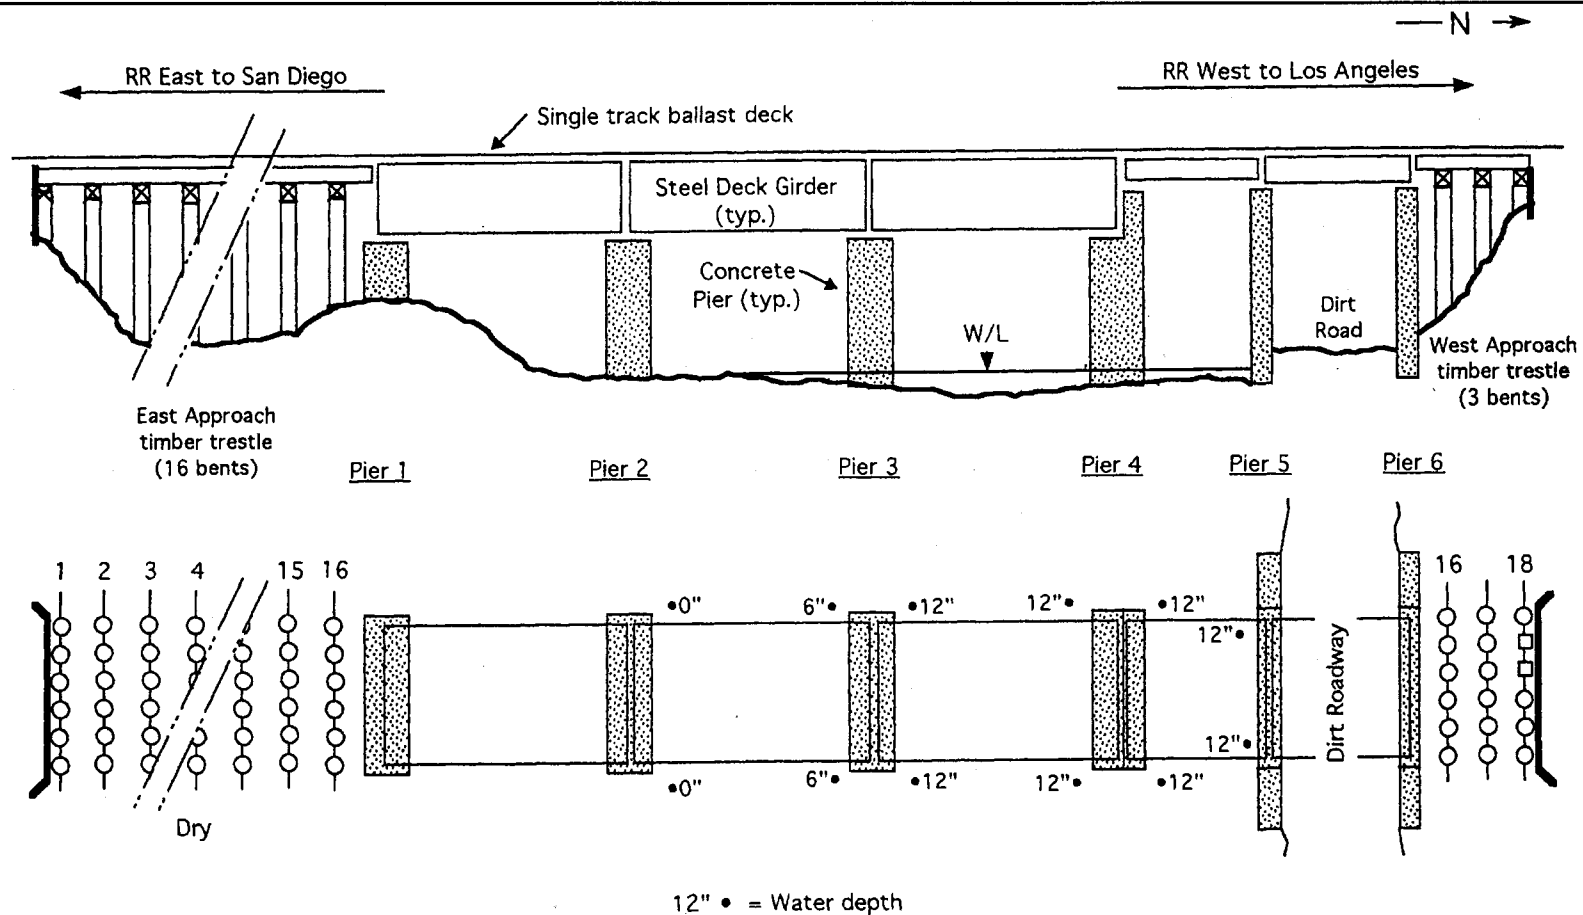 N
RR East to San Diego
RR West to Los Angeles
Single track ballast deck
Steel Deck Girder
(typ.)
Concrete
Pier (typ.)
W/L
Dirt
Road
West Approach
timber trestle
(3 bents)
East Approach
timber trestle
(16 bents)
Pier 1
Pier 2
Pier 3
Pier 4
Pier 5
Pier 6
1 2 3 4 15 16
16 18
•0" 6"• •12" 12"• •12"
12"•
Dirt Roadway
12"•
•0" 6"• •12" 12"• •12"
Dry
12" • = Water depth